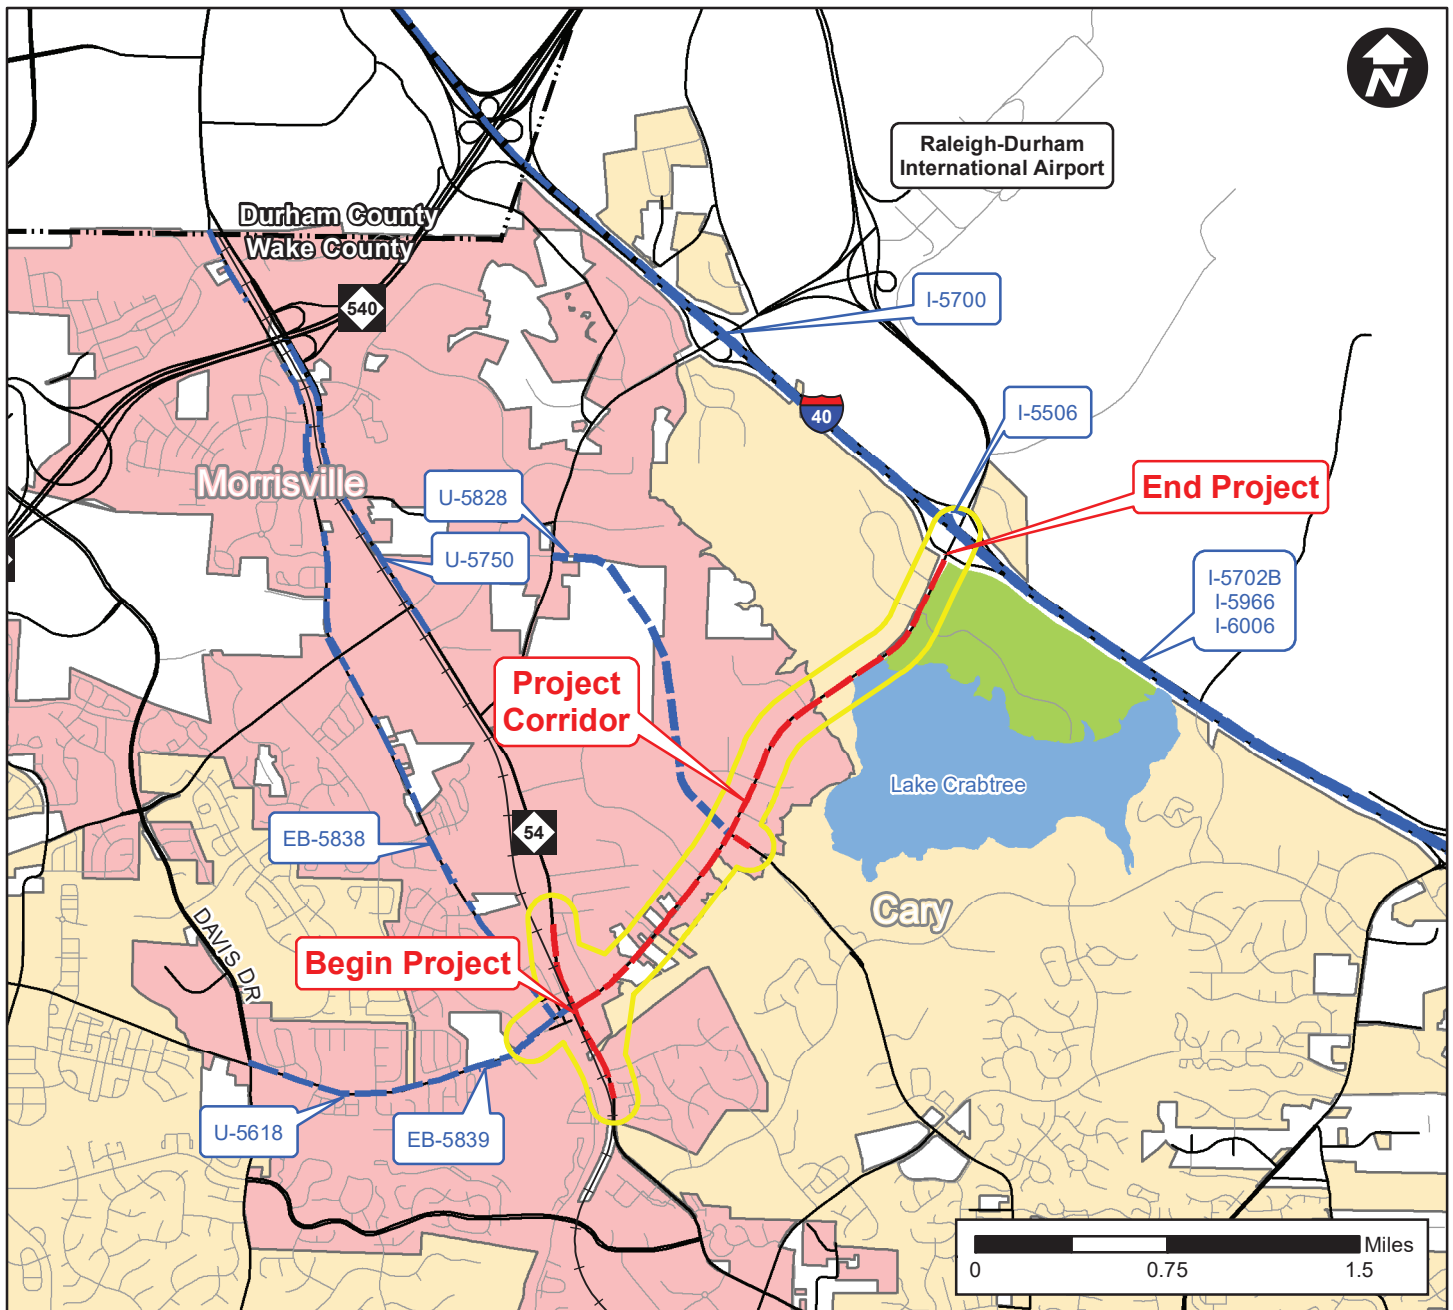 N
Raleigh-Durham
International Airport
Durham County
Wake County
540
I-5700
40
I-5506
End Project
Morrisville
U-5828
U-5750
I-5702B
I-5966
I-6006
Project
Corridor
Lake Crabtree
54
EB-5838
Cary
DAVIS DR
Begin Project
U-5618
EB-5839
Miles
0 0.75 1.5